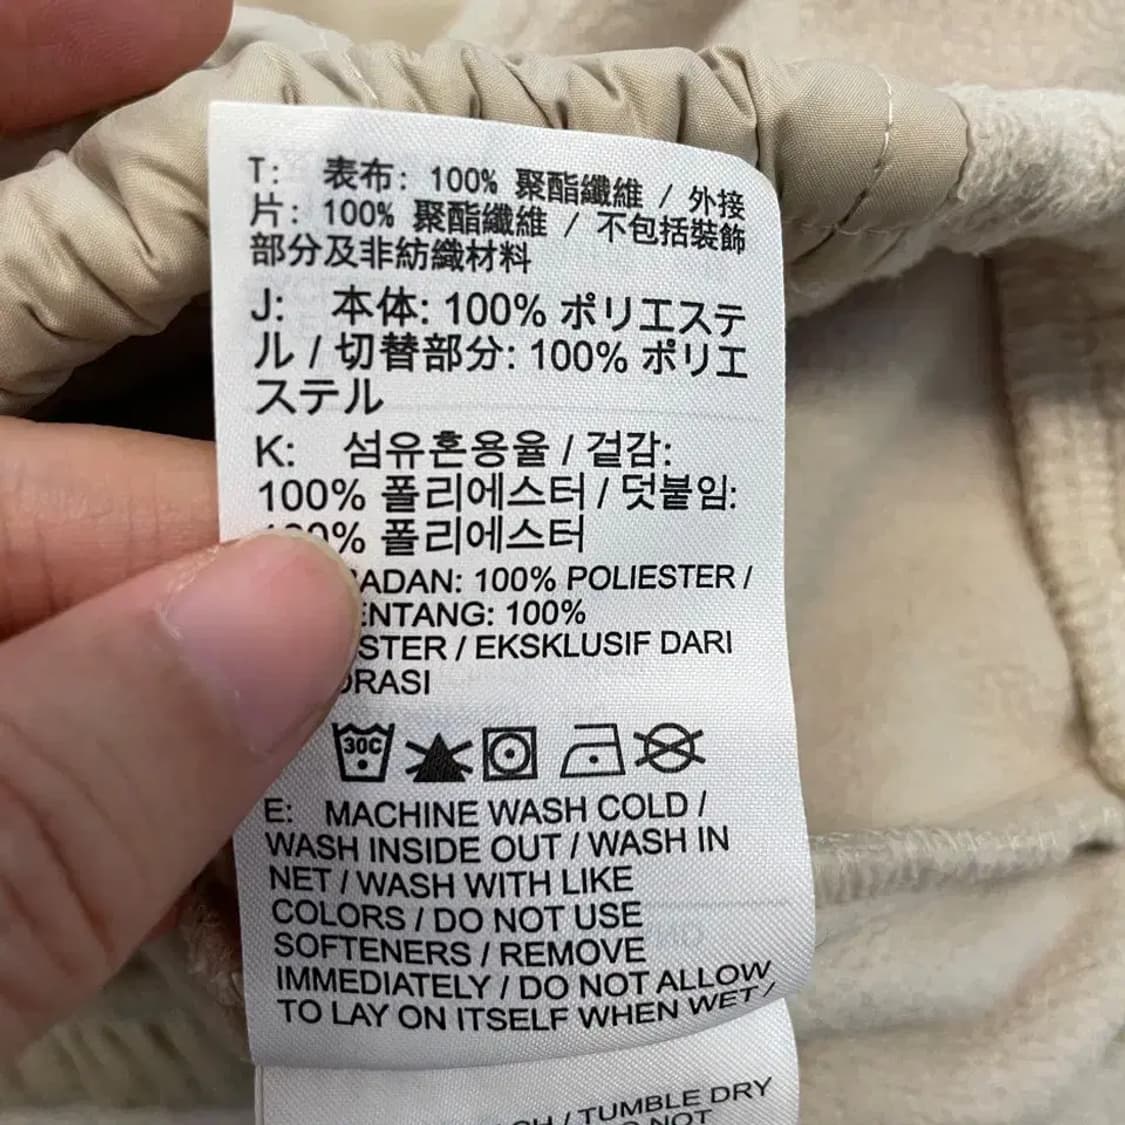 T: 表布: 100% 聚酯纖維 / 外接
片: 100% 聚酯纖維 / 不包括裝飾
部分及非紡織材料
J: 本体: 100% ポリエステ
ル / 切替部分: 100% ポリエ
ステル
K: 섬유혼용율 / 겉감:
100% 폴리에스터 / 덧붙임:
100% 폴리에스터
ADAN: 100% POLIESTER /
ENTANG: 100%
STER / EKSKLUSIF DARI
ORASI
30C
E: MACHINE WASH COLD /
WASH INSIDE OUT / WASH IN
NET / WASH WITH LIKE
COLORS / DO NOT USE
SOFTENERS / REMOVE
IMMEDIATELY / DO NOT ALLOW
TO LAY ON ITSELF WHEN WET /
CH / TUMBLE DRY
NOT